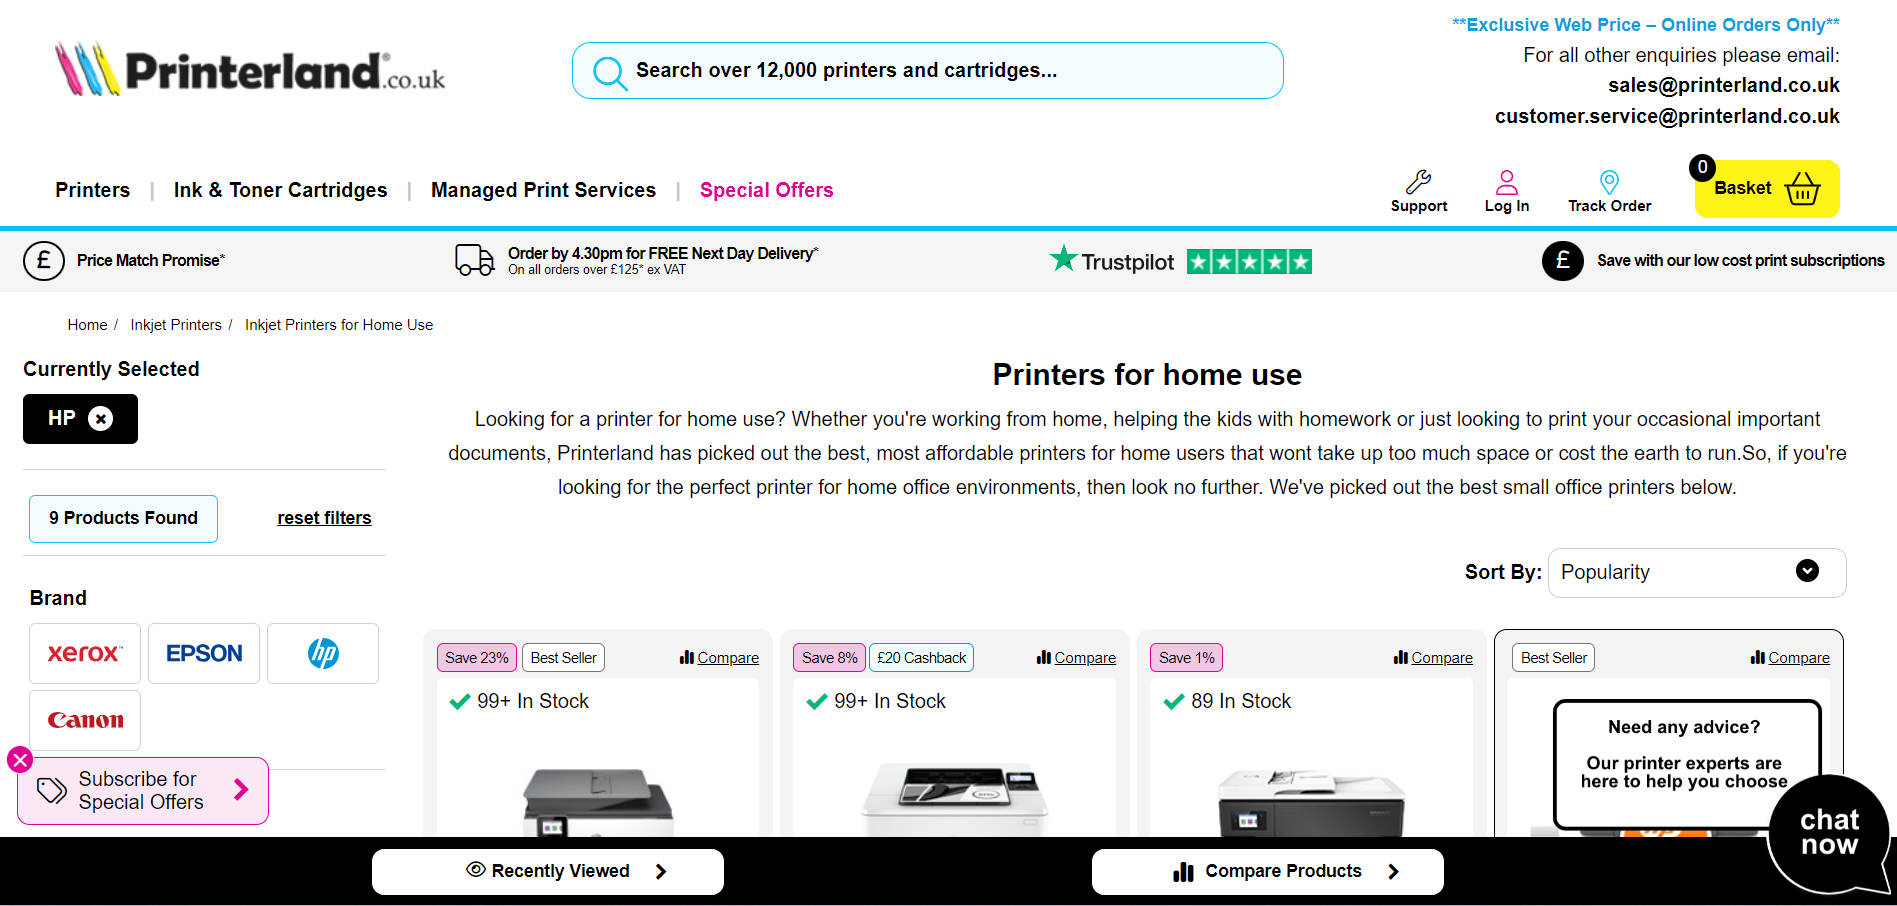 **Exclusive Web Price – Online Orders Only**
For all other enquiries please email:
sales@printerland.co.uk
customer.service@printerland.co.uk
Printerland®.co.uk
Search over 12,000 printers and cartridges...
Printers | Ink & Toner Cartridges | Managed Print Services | Special Offers
Support
Log In
Track Order
0
Basket
£
Price Match Promise*
Order by 4.30pm for FREE Next Day Delivery*
On all orders over £125* ex VAT
Trustpilot
£
Save with our low cost print subscriptions
Home / Inkjet Printers / Inkjet Printers for Home Use
Currently Selected
HP
9 Products Found
reset filters
Brand
xerox™
EPSON
hp
Canon
Subscribe for
Special Offers
Printers for home use
Looking for a printer for home use? Whether you're working from home, helping the kids with homework or just looking to print your occasional important
documents, Printerland has picked out the best, most affordable printers for home users that wont take up too much space or cost the earth to run.So, if you're
looking for the perfect printer for home office environments, then look no further. We've picked out the best small office printers below.
Sort By: Popularity
Save 23% Best Seller Compare
99+ In Stock
Save 8% £20 Cashback Compare
99+ In Stock
Save 1% Compare
89 In Stock
Best Seller Compare
Need any advice?
Our printer experts are
here to help you choose
chat
now
Recently Viewed
Compare Products